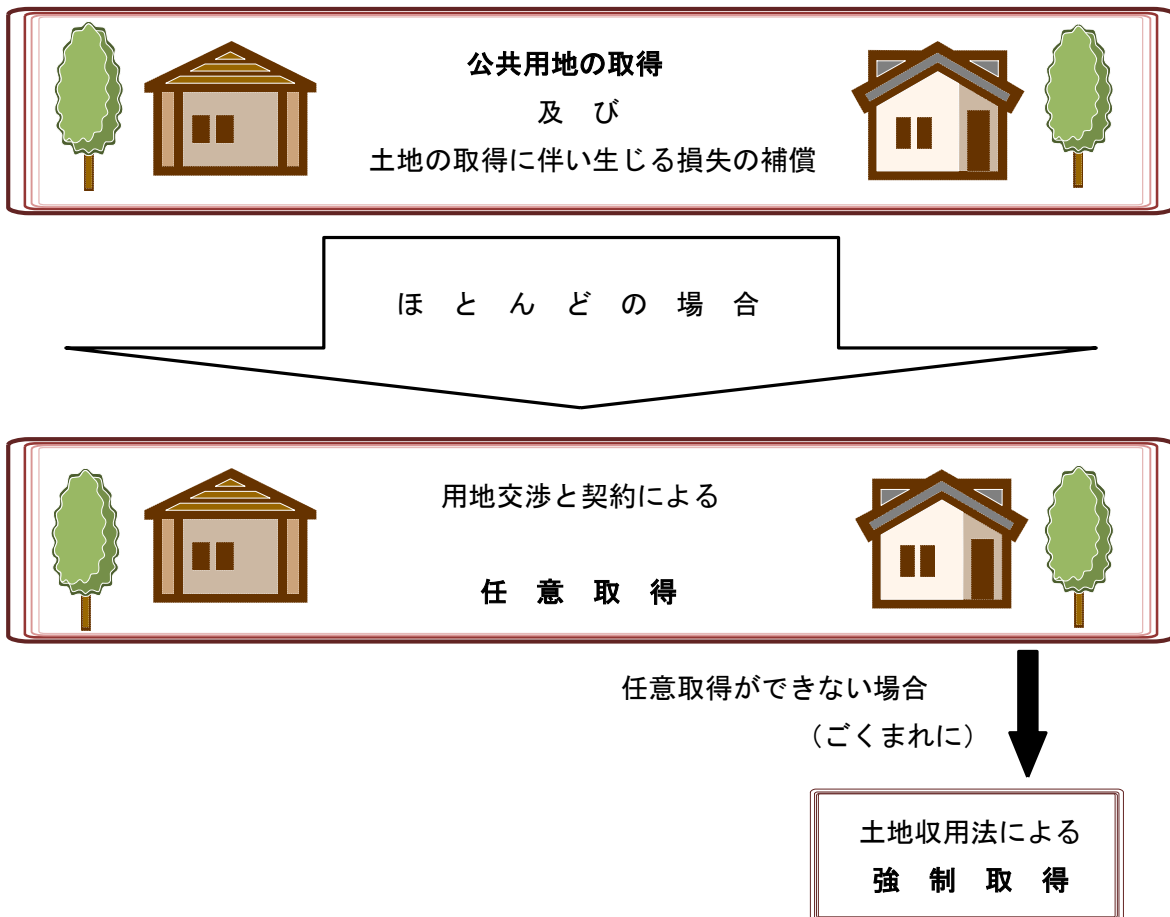 公共用地の取得
及 び
土地の取得に伴い生じる損失の補償
ほ と ん ど の 場 合
用地交渉と契約による
任 意 取 得
任意取得ができない場合
（ごくまれに）
土地収用法による
強 制 取 得